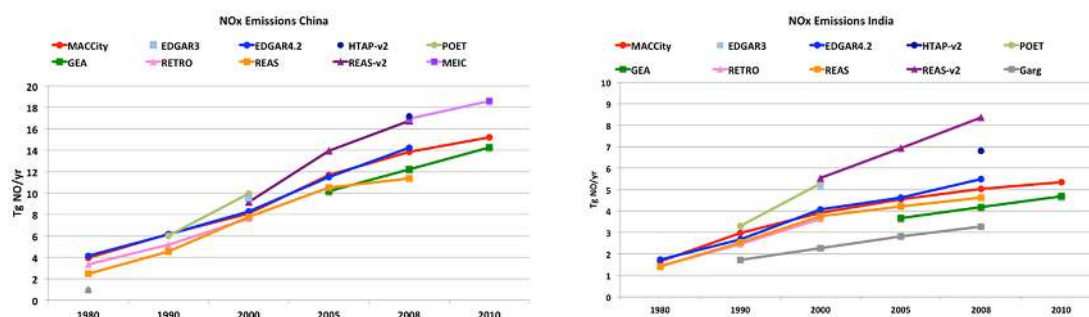 NOx Emissions China
MACCity EDGAR3 EDGAR4.2 HTAP-v2 POET
GEA RETRO REAS REAS-v2 MEIC
20
18
16
14
12
10
8
6
4
2
0
Tg NO/yr
1980 1990 2000 2005 2008 2010
NOx Emissions India
MACCity EDGAR3 EDGAR4.2 HTAP-v2 POET
GEA RETRO REAS REAS-v2 Garg
10
9
8
7
6
5
4
3
2
1
0
Tg NO/yr
1980 1990 2000 2005 2008 2010